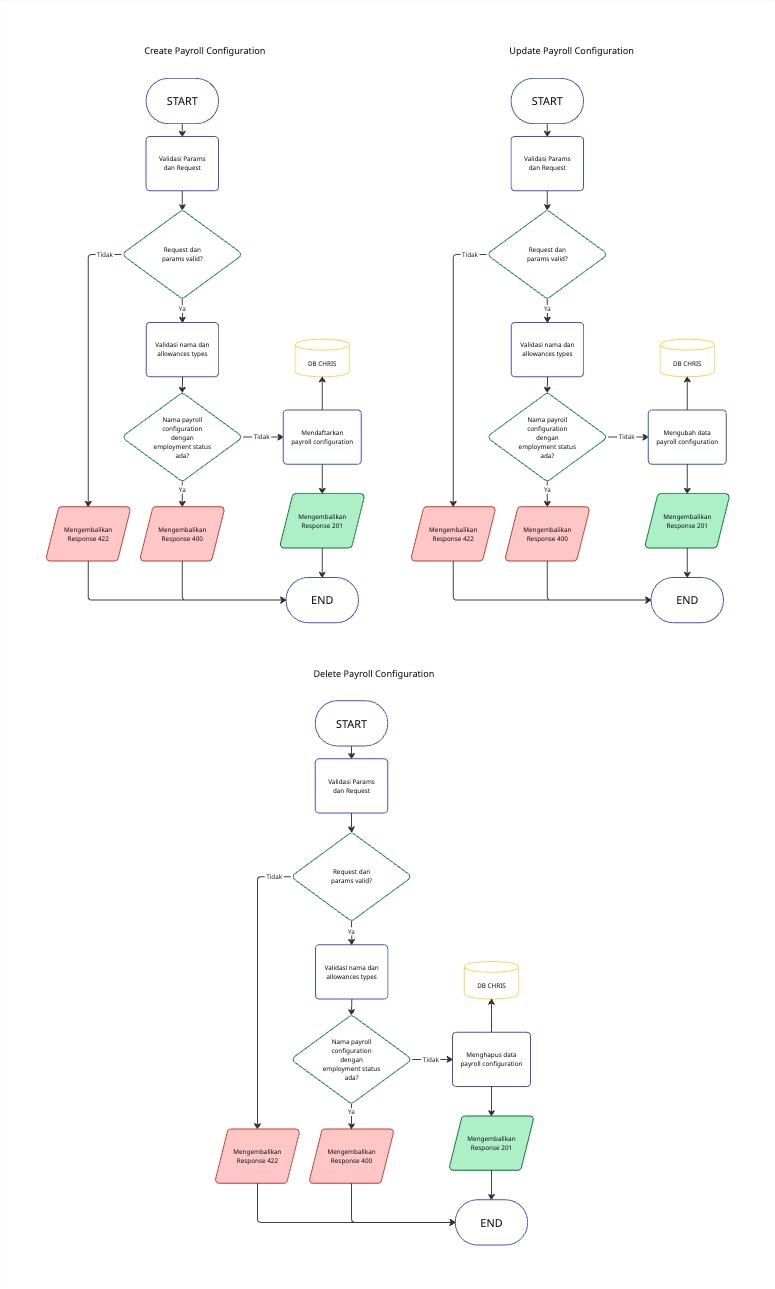 Create Payroll Configuration
START
Validasi Params
dan Request
Request dan
params valid?
Tidak
Ya
Validasi nama dan
allowances types
DB CHRIS
Nama payroll
configuration
dengan
employment status
ada?
Tidak
Mendaftarkan
payroll configuration
Ya
Mengembalikan
Response 422
Mengembalikan
Response 400
Mengembalikan
Response 201
END
Update Payroll Configuration
START
Validasi Params
dan Request
Request dan
params valid?
Tidak
Ya
Validasi nama dan
allowances types
DB CHRIS
Nama payroll
configuration
dengan
employment status
ada?
Tidak
Mengubah data
payroll configuration
Ya
Mengembalikan
Response 422
Mengembalikan
Response 400
Mengembalikan
Response 201
END
Delete Payroll Configuration
START
Validasi Params
dan Request
Request dan
params valid?
Tidak
Ya
Validasi nama dan
allowances types
DB CHRIS
Nama payroll
configuration
dengan
employment status
ada?
Tidak
Menghapus data
payroll configuration
Ya
Mengembalikan
Response 422
Mengembalikan
Response 400
Mengembalikan
Response 201
END